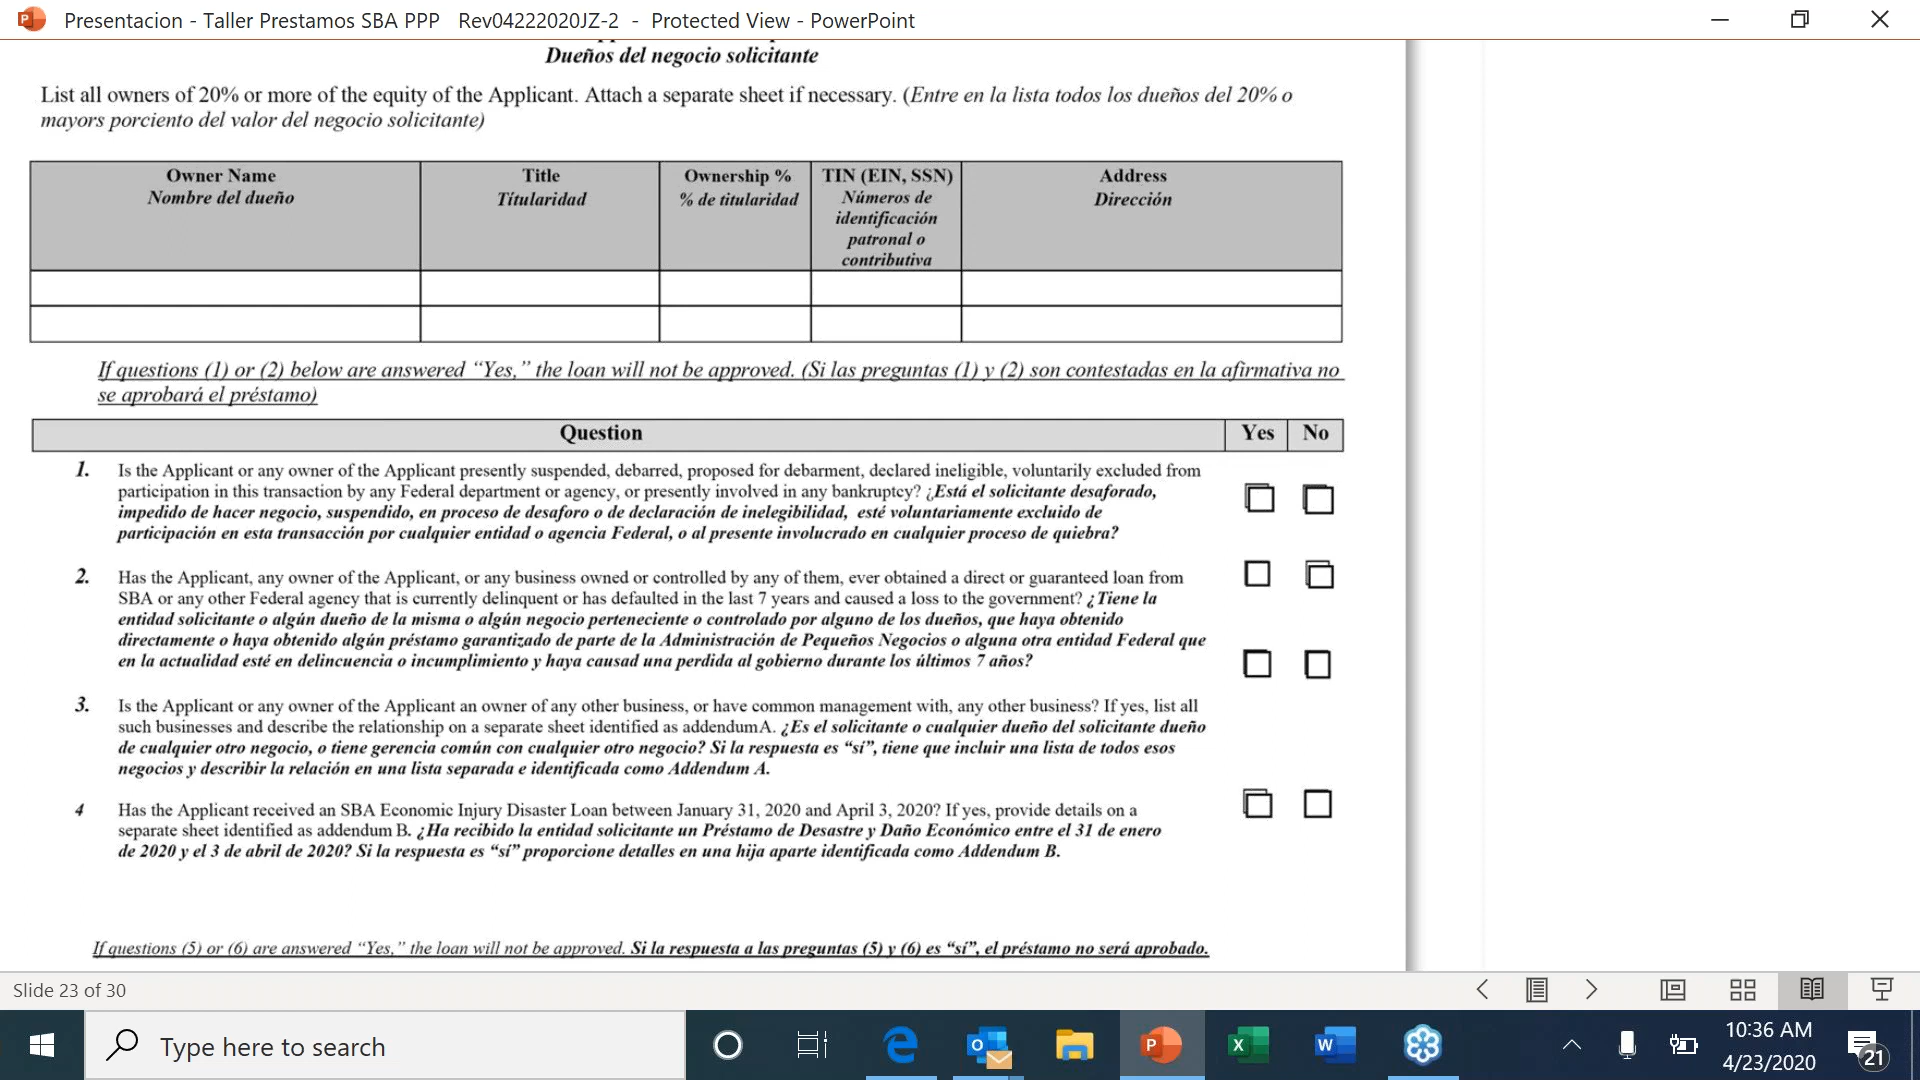 Presentacion - Taller Prestamos SBA PPP   Rev04222020JZ-2  -  Protected View - PowerPoint
Dueños del negocio solicitante
List all owners of 20% or more of the equity of the Applicant. Attach a separate sheet if necessary. (Entre en la lista todos los dueños del 20% o
mayors porciento del valor del negocio solicitante)
Owner Name
Nombre del dueño
Title
Títularidad
Ownership %
% de titularidad
TIN (EIN, SSN)
Números de
identificación
patronal o
contributiva
Address
Dirección
If questions (1) or (2) below are answered “Yes,” the loan will not be approved. (Si las preguntas (1) y (2) son contestadas en la afirmativa no
se aprobará el préstamo)
Question Yes No
1. Is the Applicant or any owner of the Applicant presently suspended, debarred, proposed for debarment, declared ineligible, voluntarily excluded from
participation in this transaction by any Federal department or agency, or presently involved in any bankruptcy? ¿Está el solicitante desaforado,
impedido de hacer negocio, suspendido, en proceso de desaforo o de declaración de inelegibilidad, esté voluntariamente excluido de
participación en esta transacción por cualquier entidad o agencia Federal, o al presente involucrado en cualquier proceso de quiebra?
2. Has the Applicant, any owner of the Applicant, or any business owned or controlled by any of them, ever obtained a direct or guaranteed loan from
SBA or any other Federal agency that is currently delinquent or has defaulted in the last 7 years and caused a loss to the government? ¿Tiene la
entidad solicitante o algún dueño de la misma o algún negocio perteneciente o controlado por alguno de los dueños, que haya obtenido
directamente o haya obtenido algún préstamo garantizado de parte de la Administración de Pequeños Negocios o alguna otra entidad Federal que
en la actualidad esté en delincuencia o incumplimiento y haya causad una perdida al gobierno durante los últimos 7 años?
3. Is the Applicant or any owner of the Applicant an owner of any other business, or have common management with, any other business? If yes, list all
such businesses and describe the relationship on a separate sheet identified as addendumA. ¿Es el solicitante o cualquier dueño del solicitante dueño
de cualquier otro negocio, o tiene gerencia común con cualquier otro negocio? Si la respuesta es “sí”, tiene que incluir una lista de todos esos
negocios y describir la relación en una lista separada e identificada como Addendum A.
4 Has the Applicant received an SBA Economic Injury Disaster Loan between January 31, 2020 and April 3, 2020? If yes, provide details on a
separate sheet identified as addendum B. ¿Ha recibido la entidad solicitante un Préstamo de Desastre y Daño Económico entre el 31 de enero
de 2020 y el 3 de abril de 2020? Si la respuesta es “sí” proporcione detalles en una hija aparte identificada como Addendum B.
If questions (5) or (6) are answered “Yes,” the loan will not be approved. Si la respuesta a las preguntas (5) y (6) es “sí”, el préstamo no será aprobado.
Slide 23 of 30
Type here to search
10:36 AM
4/23/2020
21